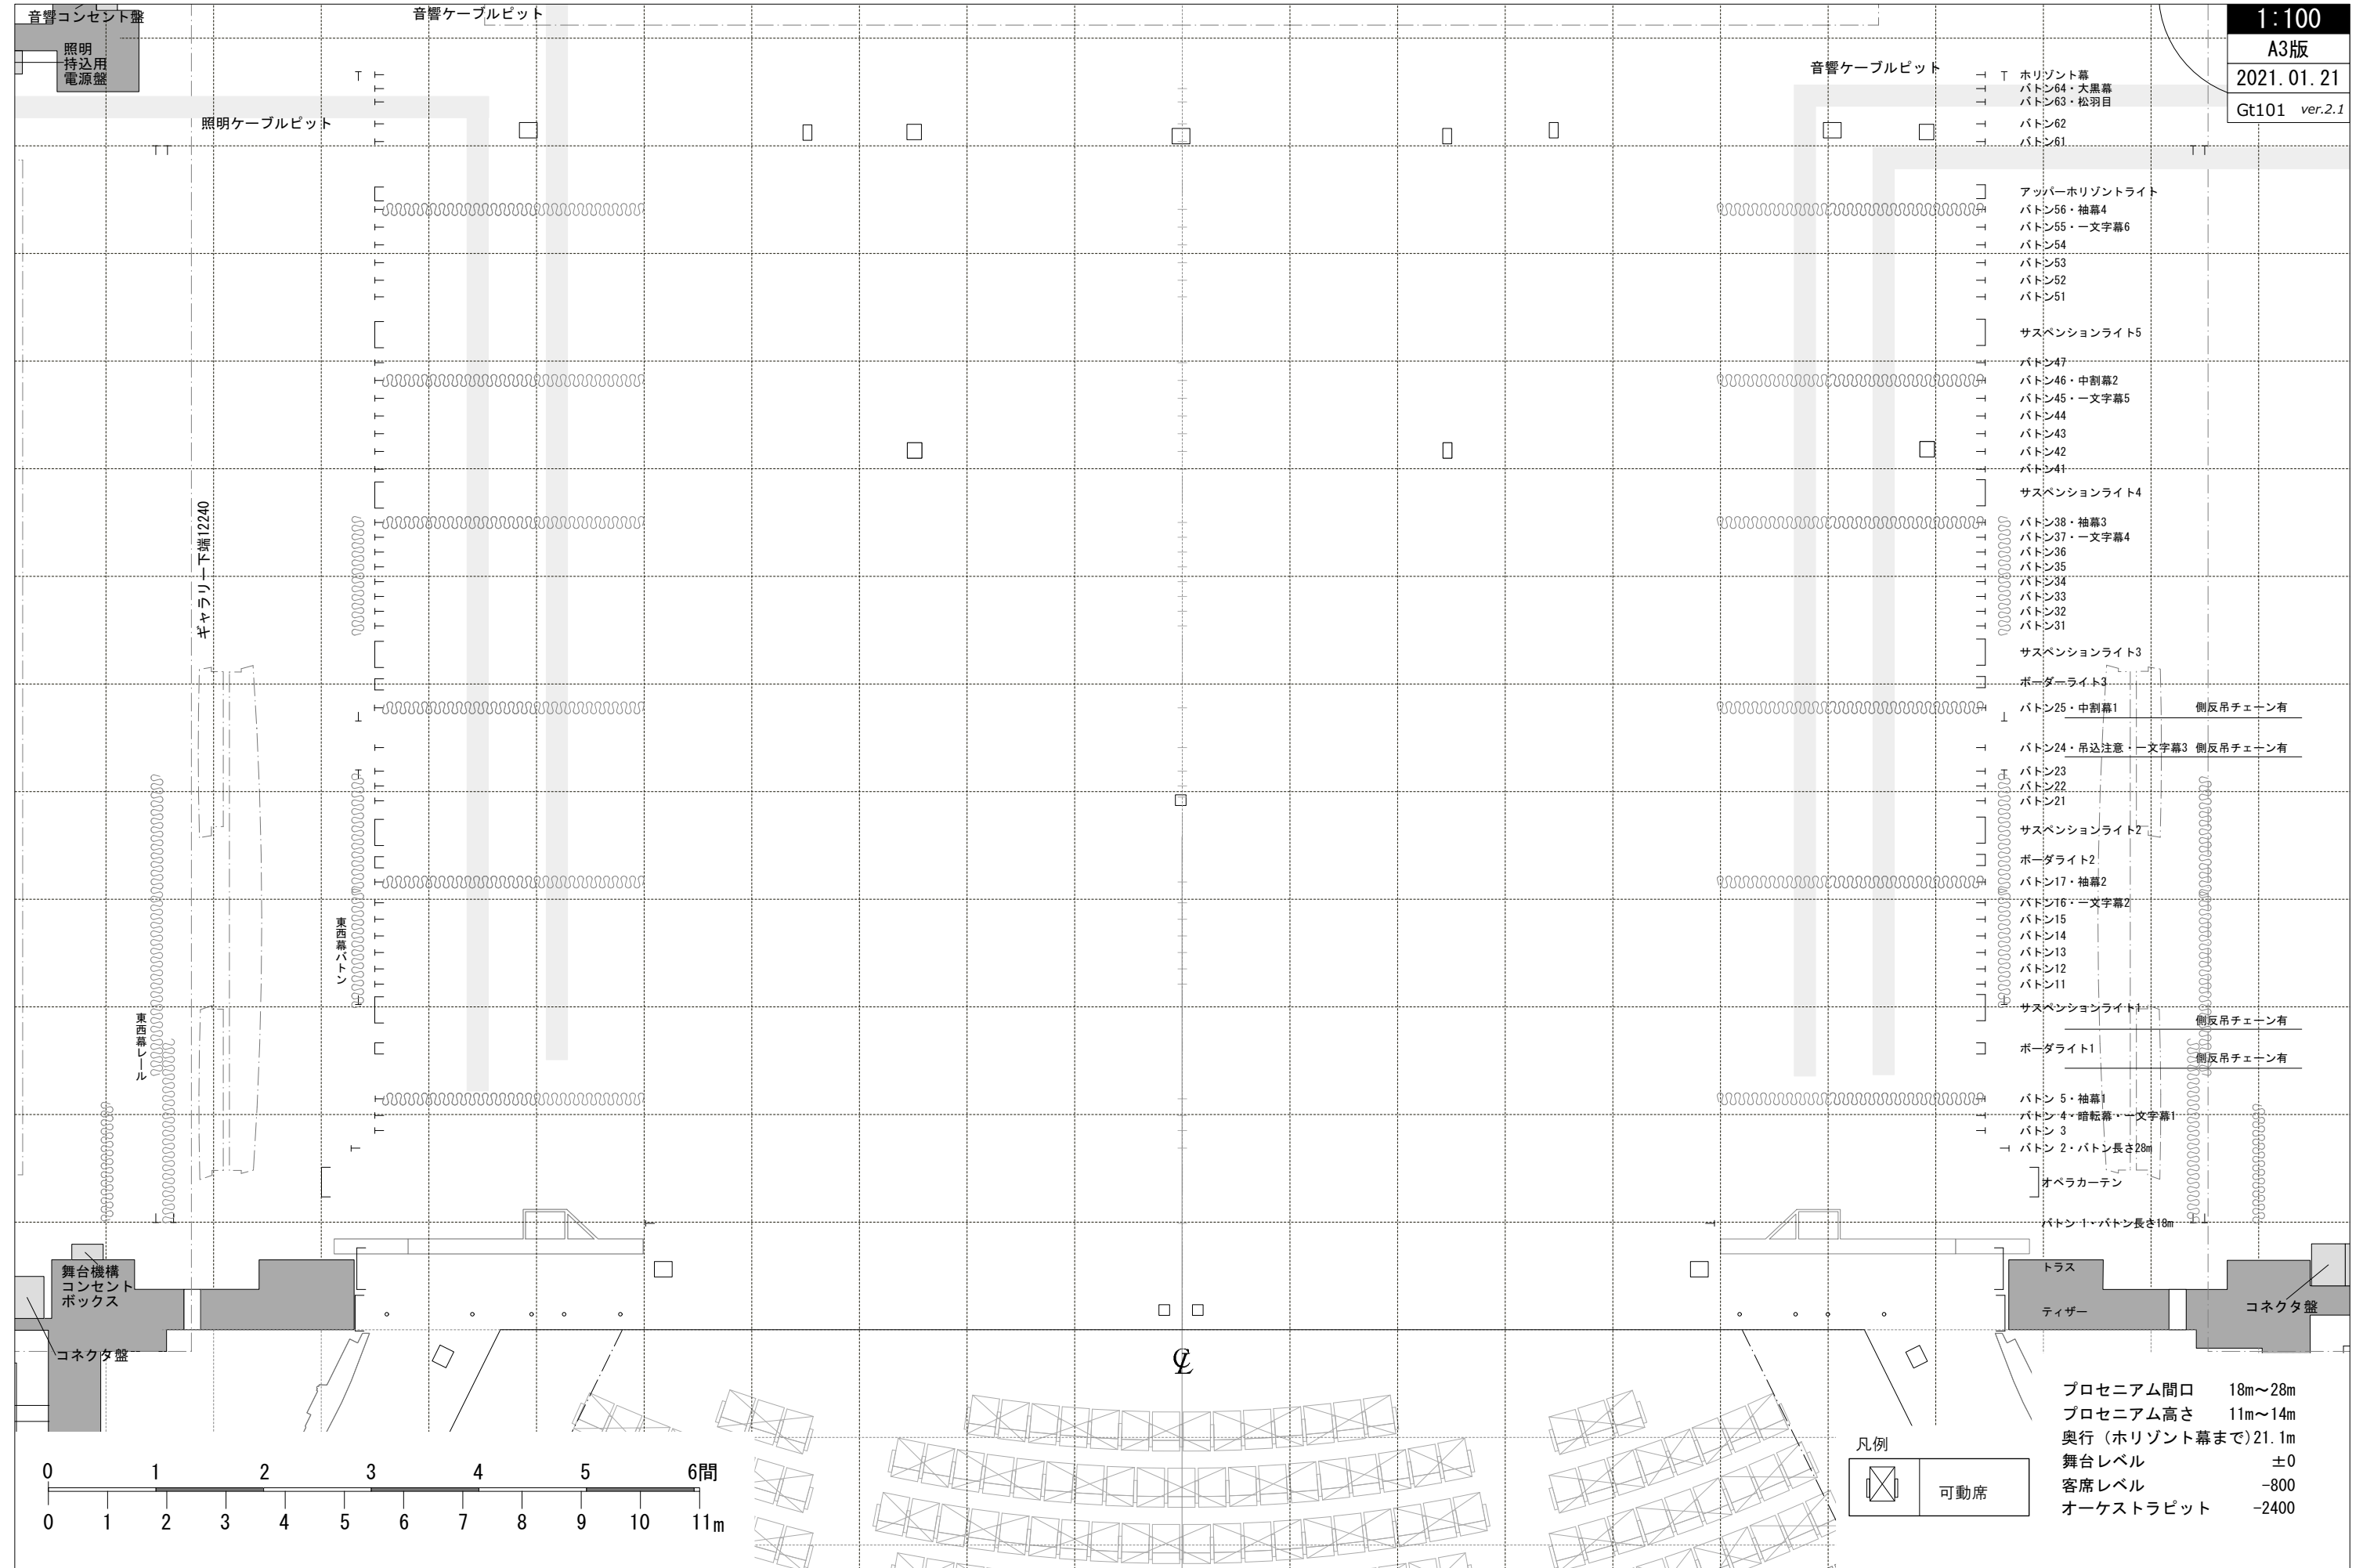 音響コンセント盤
照明
持込用
電源盤
音響ケーブルピット
照明ケーブルピット
音響ケーブルピット
1:100
A3版
2021.01.21
Gt101 ver.2.1
ホリゾント幕
バトン64・大黒幕
バトン63・松羽目
バトン62
バトン61
アッパーホリゾントライト
バトン56・袖幕4
バトン55・一文字幕6
バトン54
バトン53
バトン52
バトン51
サスペンションライト5
バトン47
バトン46・中割幕2
バトン45・一文字幕5
バトン44
バトン43
バトン42
バトン41
サスペンションライト4
バトン38・袖幕3
バトン37・一文字幕4
バトン36
バトン35
バトン34
バトン33
バトン32
バトン31
サスペンションライト3
ボーダーライト3
バトン25・中割幕1 側反吊チェーン有
バトン24・吊込注意・一文字幕3 側反吊チェーン有
バトン23
バトン22
バトン21
サスペンションライト2
ボーダライト2
バトン17・袖幕2
バトン16・一文字幕2
バトン15
バトン14
バトン13
バトン12
バトン11
サスペンションライト1
側反吊チェーン有
ボーダライト1
側反吊チェーン有
バトン 5・袖幕1
バトン 4・暗転幕・一文字幕1
バトン 3
バトン 2・バトン長さ28m
オペラカーテン
バトン 1・バトン長さ18m
トラス
ティザー
コネクタ盤
ギャラリー下端12240
東西幕バトン
東西幕レール
舞台機構
コンセント
ボックス
コネクタ盤
℄
プロセニアム間口 18m～28m
プロセニアム高さ 11m～14m
奥行（ホリゾント幕まで）21.1m
舞台レベル ±0
客席レベル -800
オーケストラピット -2400
凡例
可動席
0 1 2 3 4 5 6間
0 1 2 3 4 5 6 7 8 9 10 11m